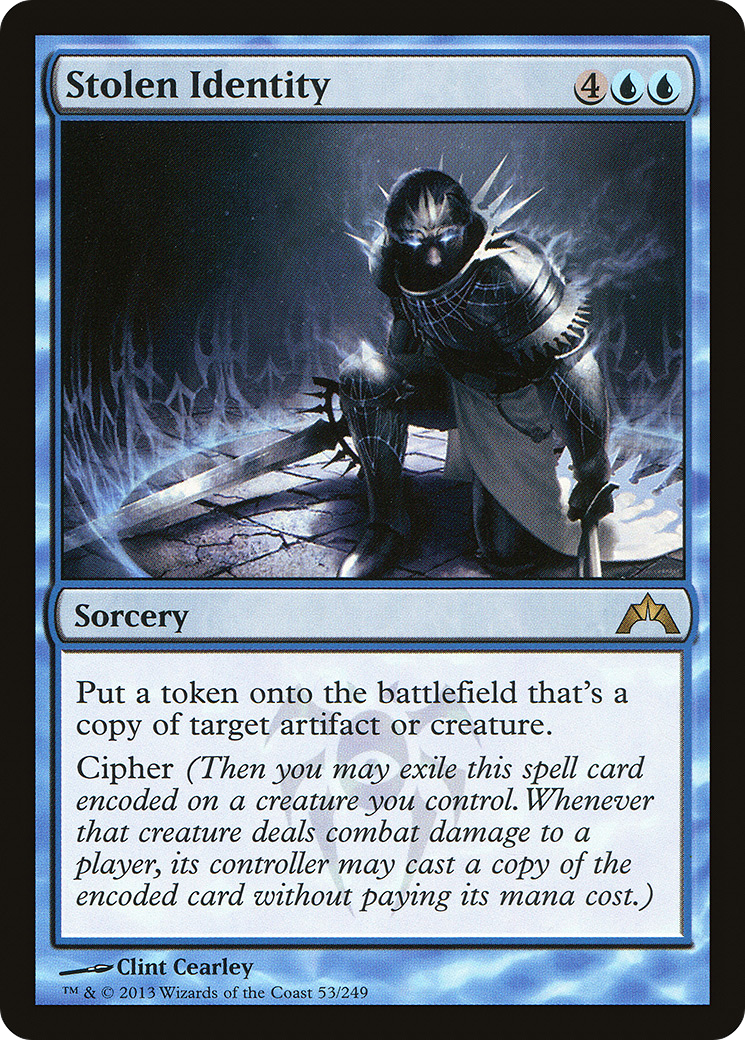 Stolen Identity
4
Sorcery
Put a token onto the battlefield that's a
copy of target artifact or creature.
Cipher (Then you may exile this spell card
encoded on a creature you control. Whenever
that creature deals combat damage to a
player, its controller may cast a copy of the
encoded card without paying its mana cost.)
Clint Cearley
™ & © 2013 Wizards of the Coast 53/249